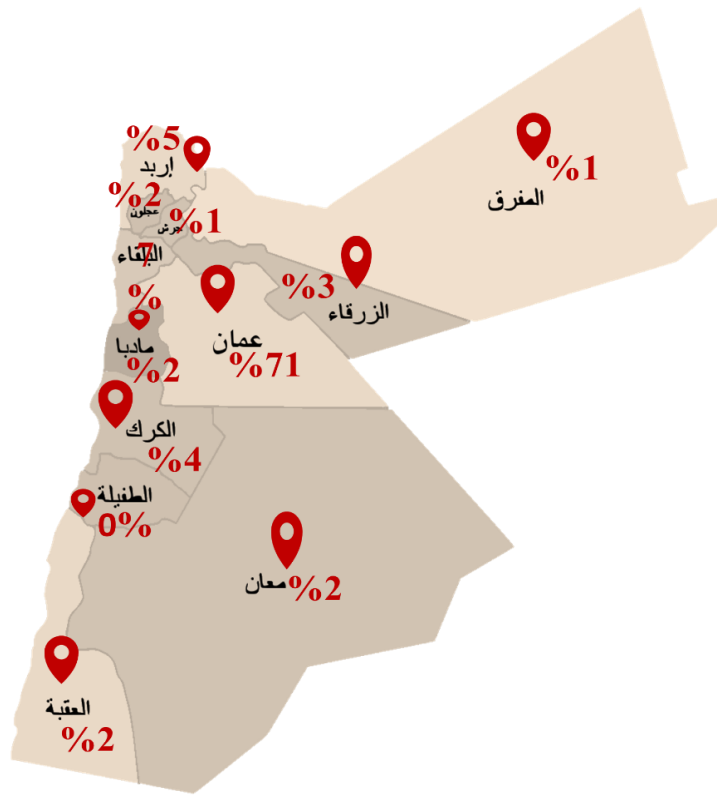 %5
إربد
%1
المفرق
%2
عجلون
%1
جرش
7
%
البلقاء
%3
الزرقاء
عمان
%71
مادبا
%2
الكرك
%4
الطفيلة
0%
معان %2
العقبة
%2